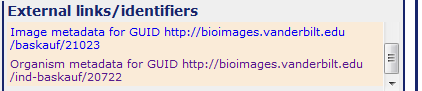 External links/identifiers
Image metadata for GUID http://bioimages.vanderbilt.edu
/baskauf/21023
Organism metadata for GUID http://bioimages.vanderbilt.edu
/ind-baskauf/20722